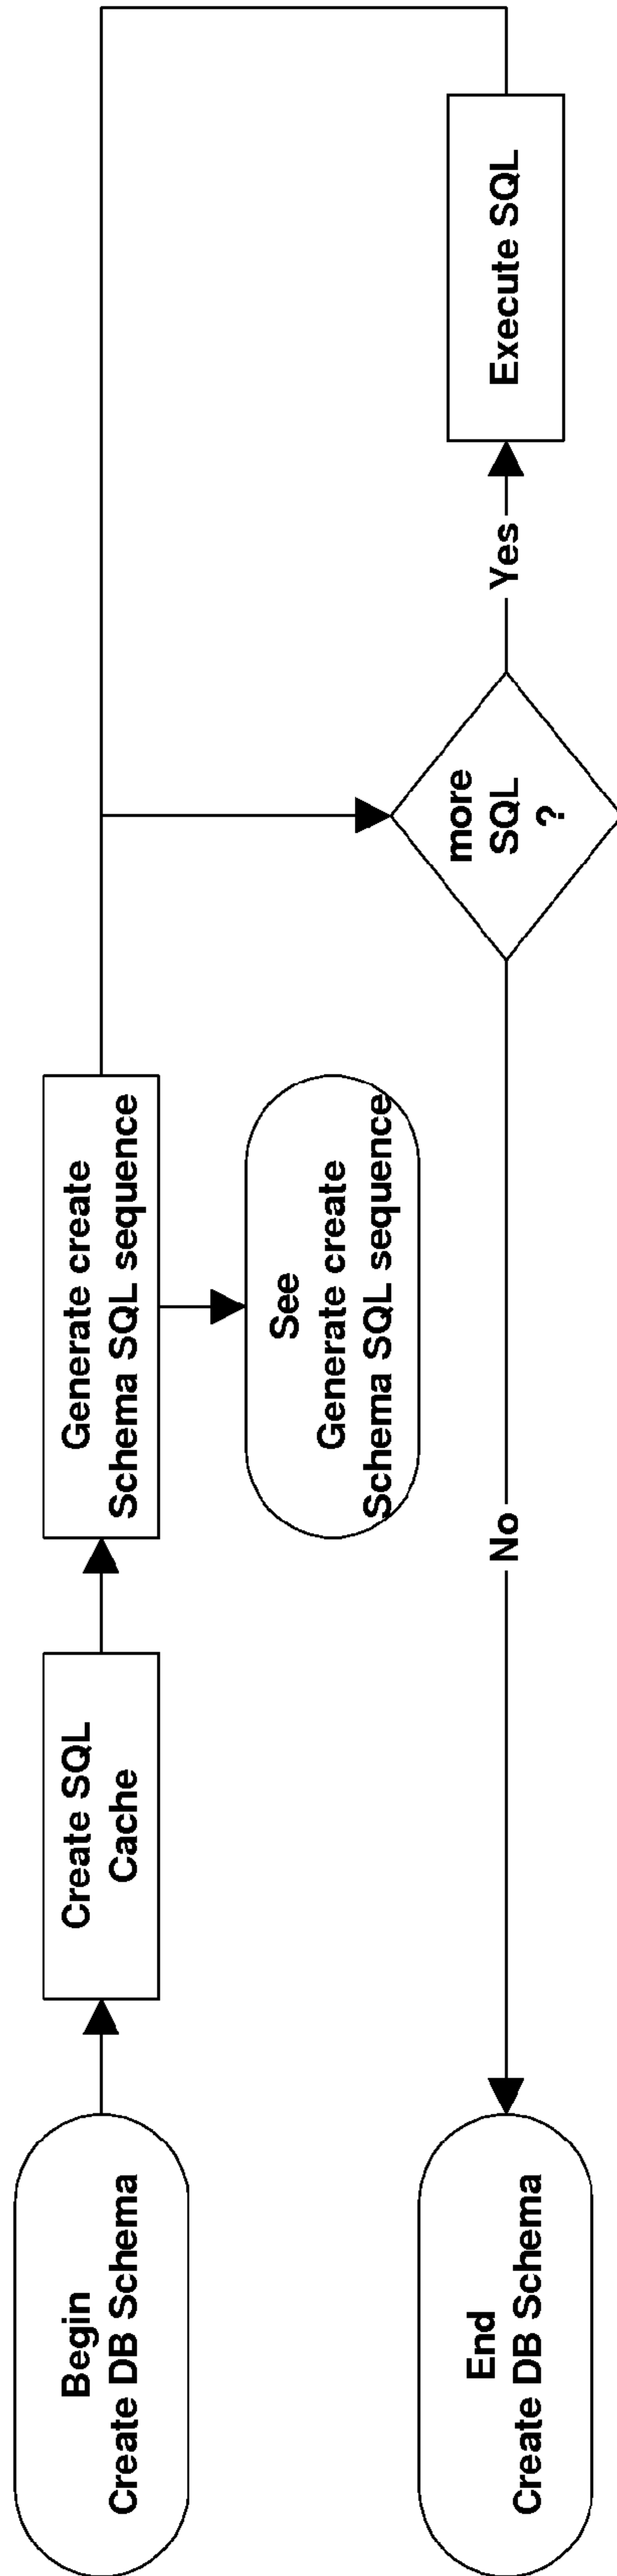 Begin
Create DB Schema
Create SQL
Cache
Generate create
Schema SQL sequence
See
Generate create
Schema SQL sequence
more
SQL
?
Yes
Execute SQL
No
End
Create DB Schema